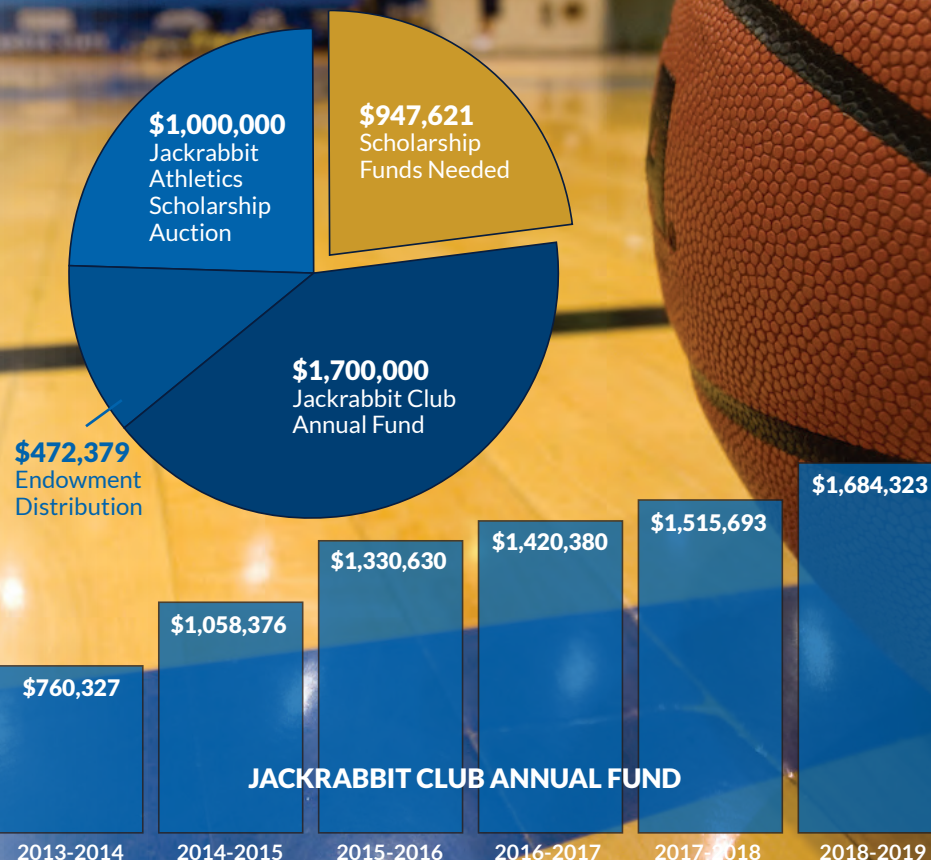 $1,000,000
Jackrabbit
Athletics
Scholarship
Auction
$947,621
Scholarship
Funds Needed
$1,700,000
Jackrabbit Club
Annual Fund
$472,379
Endowment
Distribution
$760,327
$1,058,376
$1,330,630
$1,420,380
$1,515,693
$1,684,323
JACKRABBIT CLUB ANNUAL FUND
2013-2014 2014-2015 2015-2016 2016-2017 2017-2018 2018-2019